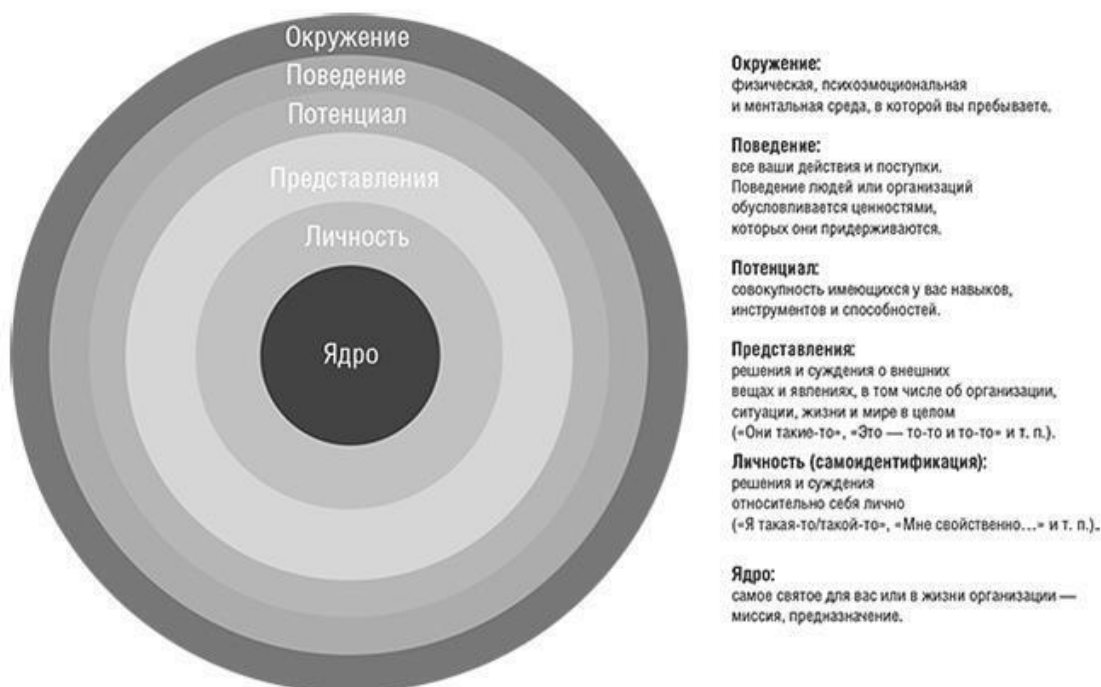 Окружение
Поведение
Потенциал
Представления
Личность
Ядро
Окружение:
физическая, психоэмоциональная
и ментальная среда, в которой вы пребываете.
Поведение:
все ваши действия и поступки.
Поведение людей или организаций
обусловливается ценностями,
которых они придерживаются.
Потенциал:
совокупность имеющихся у вас навыков,
инструментов и способностей.
Представления:
решения и суждения о внешних
вещах и явлениях, в том числе об организации,
ситуации, жизни и мире в целом
(«Они такие-то», «Это — то-то и то-то» и т. п.).
Личность (самоидентификация):
решения и суждения
относительно себя лично
(«Я такая-то/такой-то», «Мне свойственно…» и т. п.).
Ядро:
самое святое для вас или в жизни организации —
миссия, предназначение.